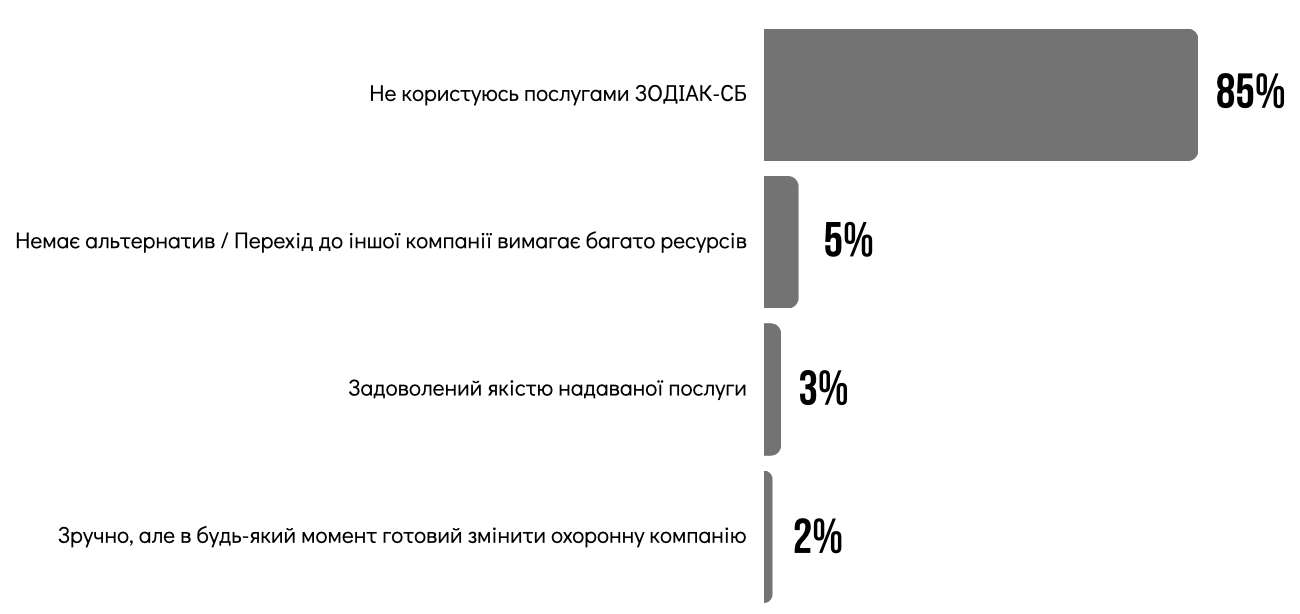 Не користуюсь послугами ЗОДІАК-СБ 85%
Немає альтернатив / Перехід до іншої компанії вимагає багато ресурсів 5%
Задоволений якістю надаваної послуги 3%
Зручно, але в будь-який момент готовий змінити охоронну компанію 2%